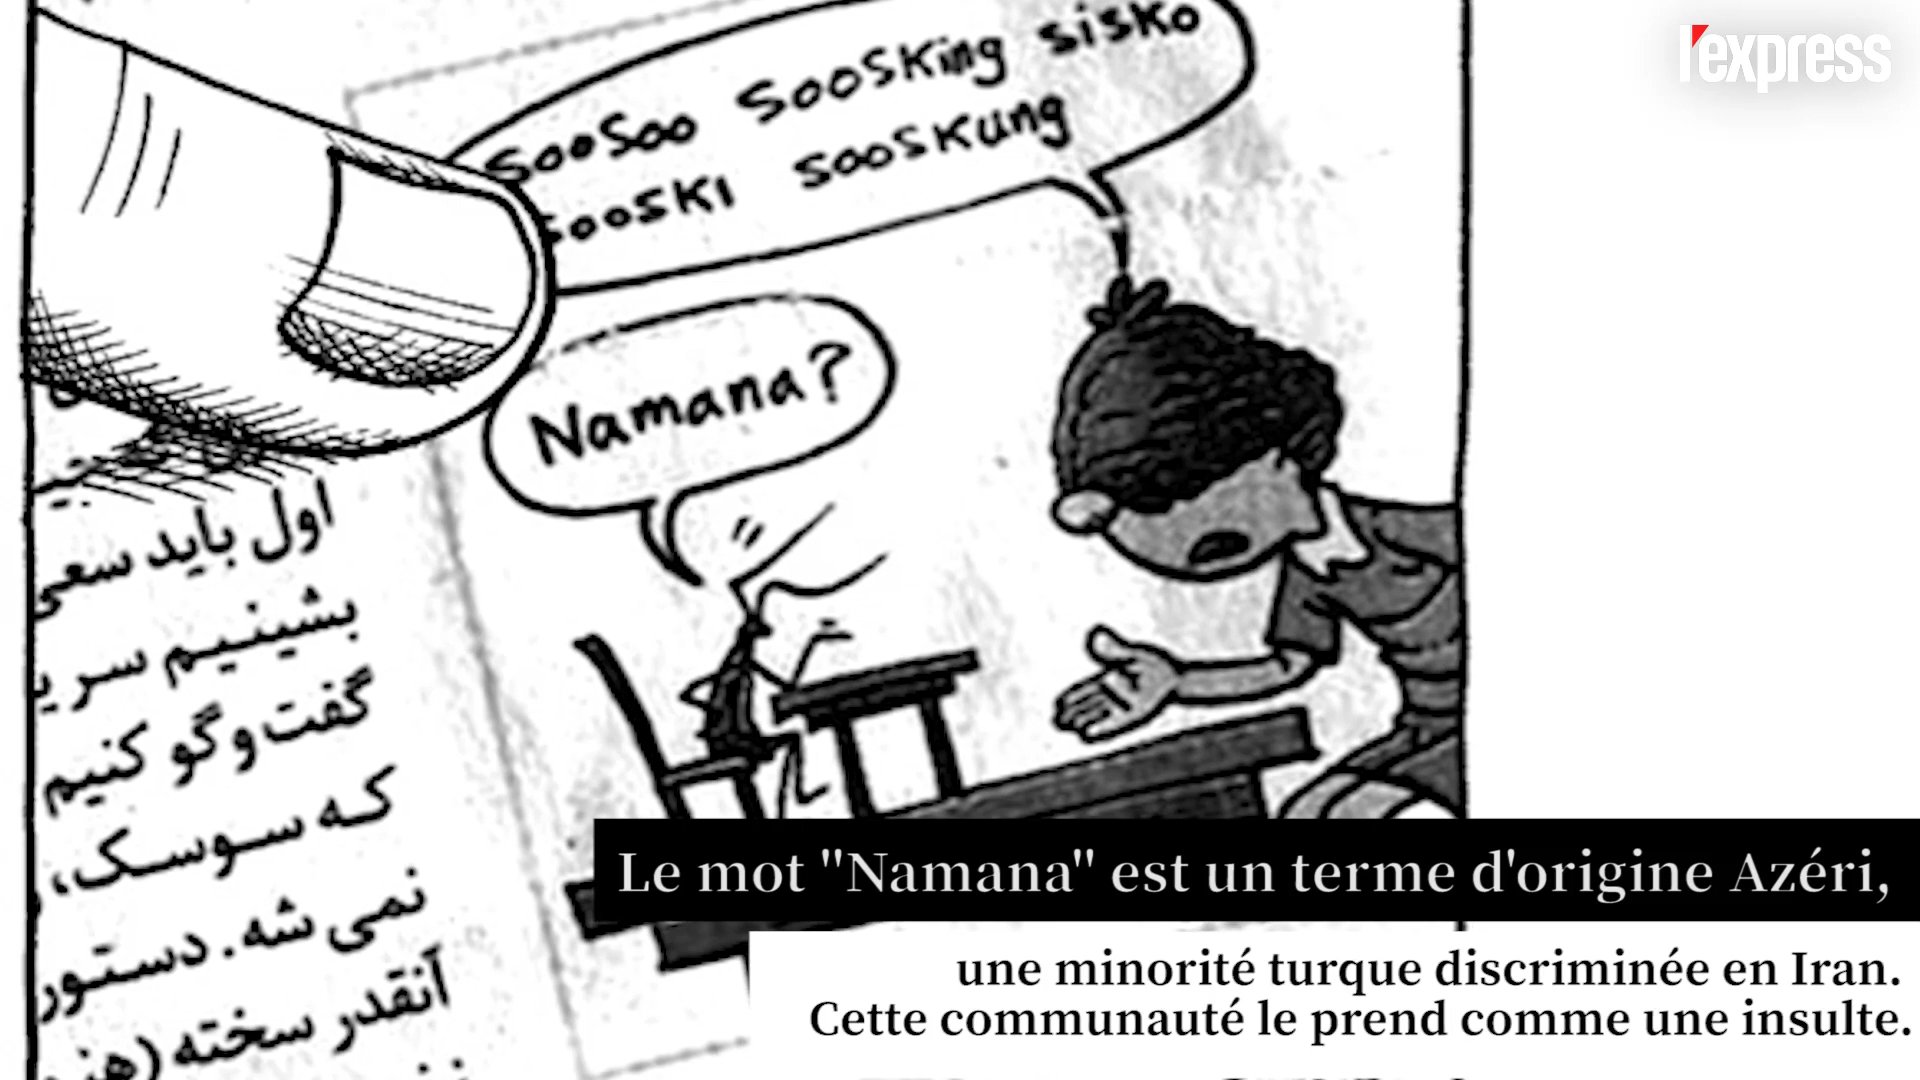 l'express
SooSoo SooSKing sisKo
SooSKI sooSKUng
Namana?
اول باید سعی
بشینیم سر
گفت و گو کنیم
که سوسک،
نمی شه. دستور
آنقدر سخته (هنو
Le mot "Namana" est un terme d'origine Azéri,
une minorité turque discriminée en Iran.
Cette communauté le prend comme une insulte.